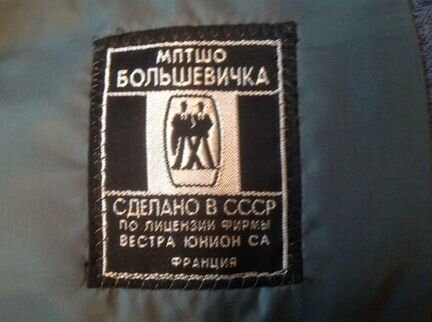 МПТШО
БОЛЬШЕВИЧКА
СДЕЛАНО В СССР
ПО ЛИЦЕНЗИИ ФИРМЫ
ВЕСТРА ЮНИОН СА
ФРАНЦИЯ